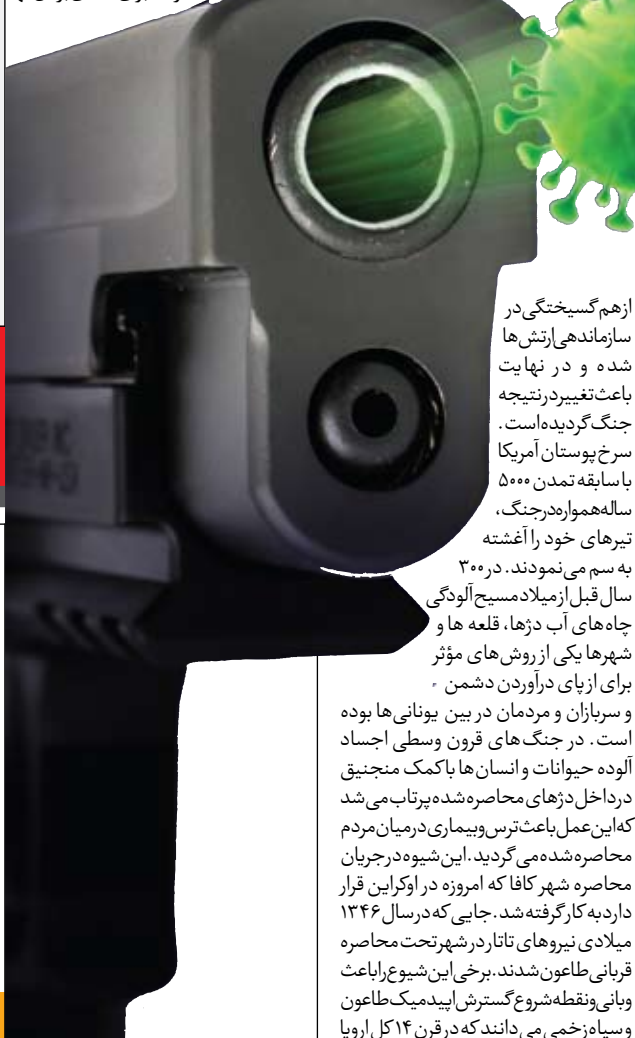 ازهم گسیختگی در
سازماندهی ارتش‌ها
شده و در نهایت
باعث تغییر در نتیجه
جنگ گردیده است.
سرخ‌پوستان آمریکا
با سابقه تمدن ۵۰۰۰
ساله همواره در جنگ،
تیرهای خود را آغشته
به سم می‌نمودند. در ۳۰۰
سال قبل از میلاد مسیح آلودگی
چاه‌های آب دژها، قلعه ها و
شهرها یکی از روش‌های مؤثر
برای از پای درآوردن دشمن
و سربازان و مردمان در بین یونانی‌ها بوده
است. در جنگ‌های قرون وسطی اجساد
آلوده حیوانات و انسان‌ها با کمک منجنیق
در داخل دژهای محاصره شده پرتاب می‌شد
که این عمل باعث ترس و بیماری در میان مردم
محاصره شده می‌گردید. این شیوه در جریان
محاصره شهر کافا که امروزه در اوکراین قرار
دارد به کار گرفته شد. جایی که در سال ۱۳۴۶
میلادی نیروهای تاتار در شهر تحت محاصره
قربانی طاعون شدند. برخی این شیوع را باعث
وبانی و نقطه شروع گسترش اپیدمیک طاعون
و سیاه زخمی می‌دانند که در قرن ۱۴ کل اروپا